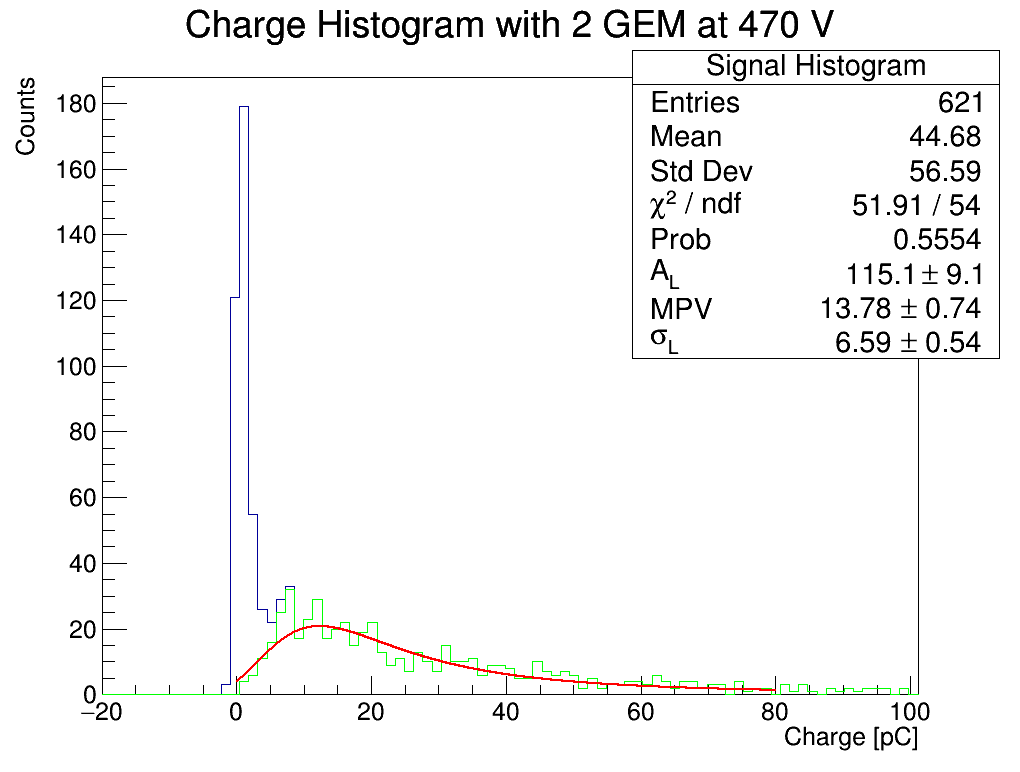 Charge Histogram with 2 GEM at 470 V
Signal Histogram
Entries 621
Mean 44.68
Std Dev 56.59
χ² / ndf 51.91 / 54
Prob 0.5554
A_L 115.1 ± 9.1
MPV 13.78 ± 0.74
σ_L 6.59 ± 0.54
Counts
180
160
140
120
100
80
60
40
20
0
−20 0 20 40 60 80 100
Charge [pC]